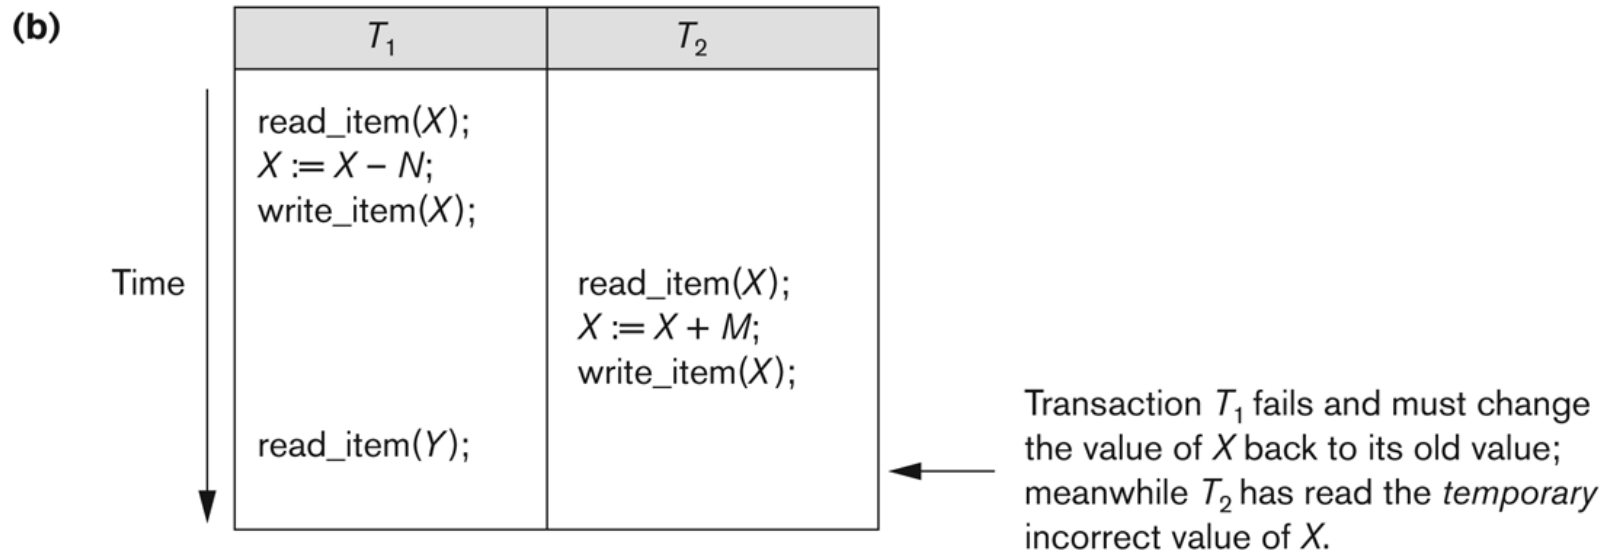 (b)
T1
T2
read_item(X);
X := X – N;
write_item(X);
Time
read_item(X);
X := X + M;
write_item(X);
read_item(Y);
Transaction T1 fails and must change
the value of X back to its old value;
meanwhile T2 has read the temporary
incorrect value of X.